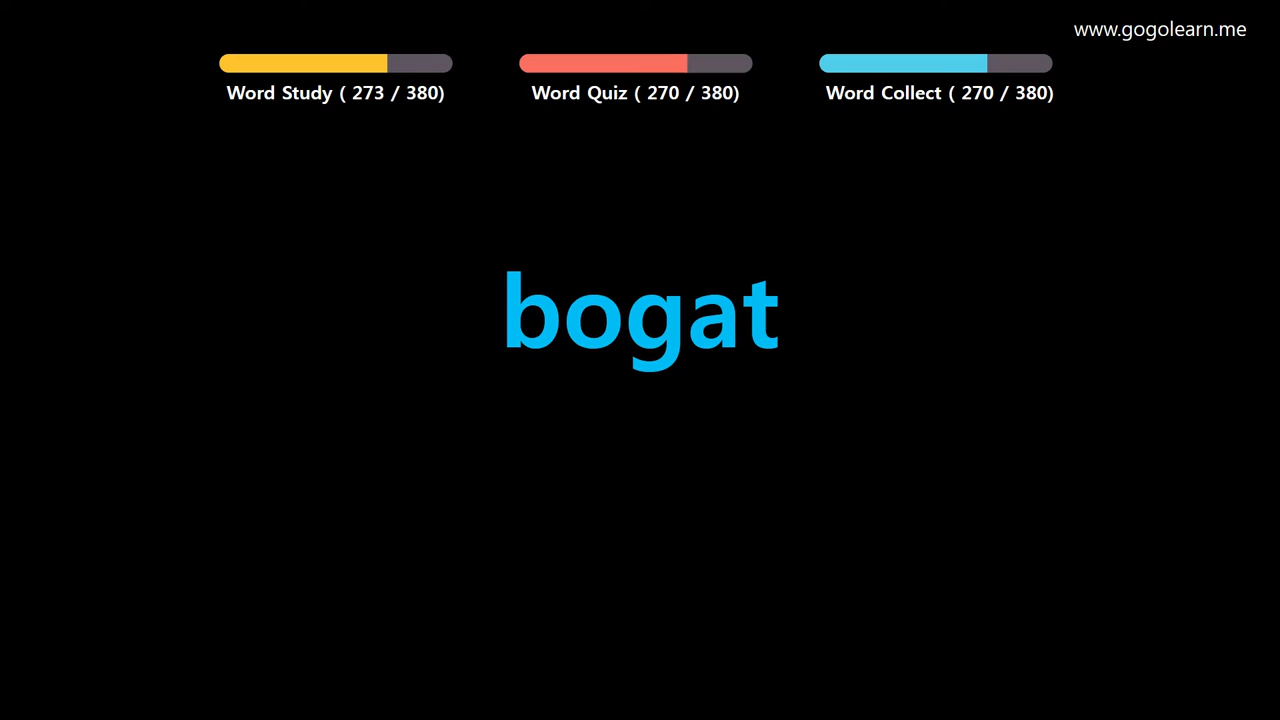 www.gogolearn.me
Word Study ( 273 / 380)
Word Quiz ( 270 / 380)
Word Collect ( 270 / 380)
bogat